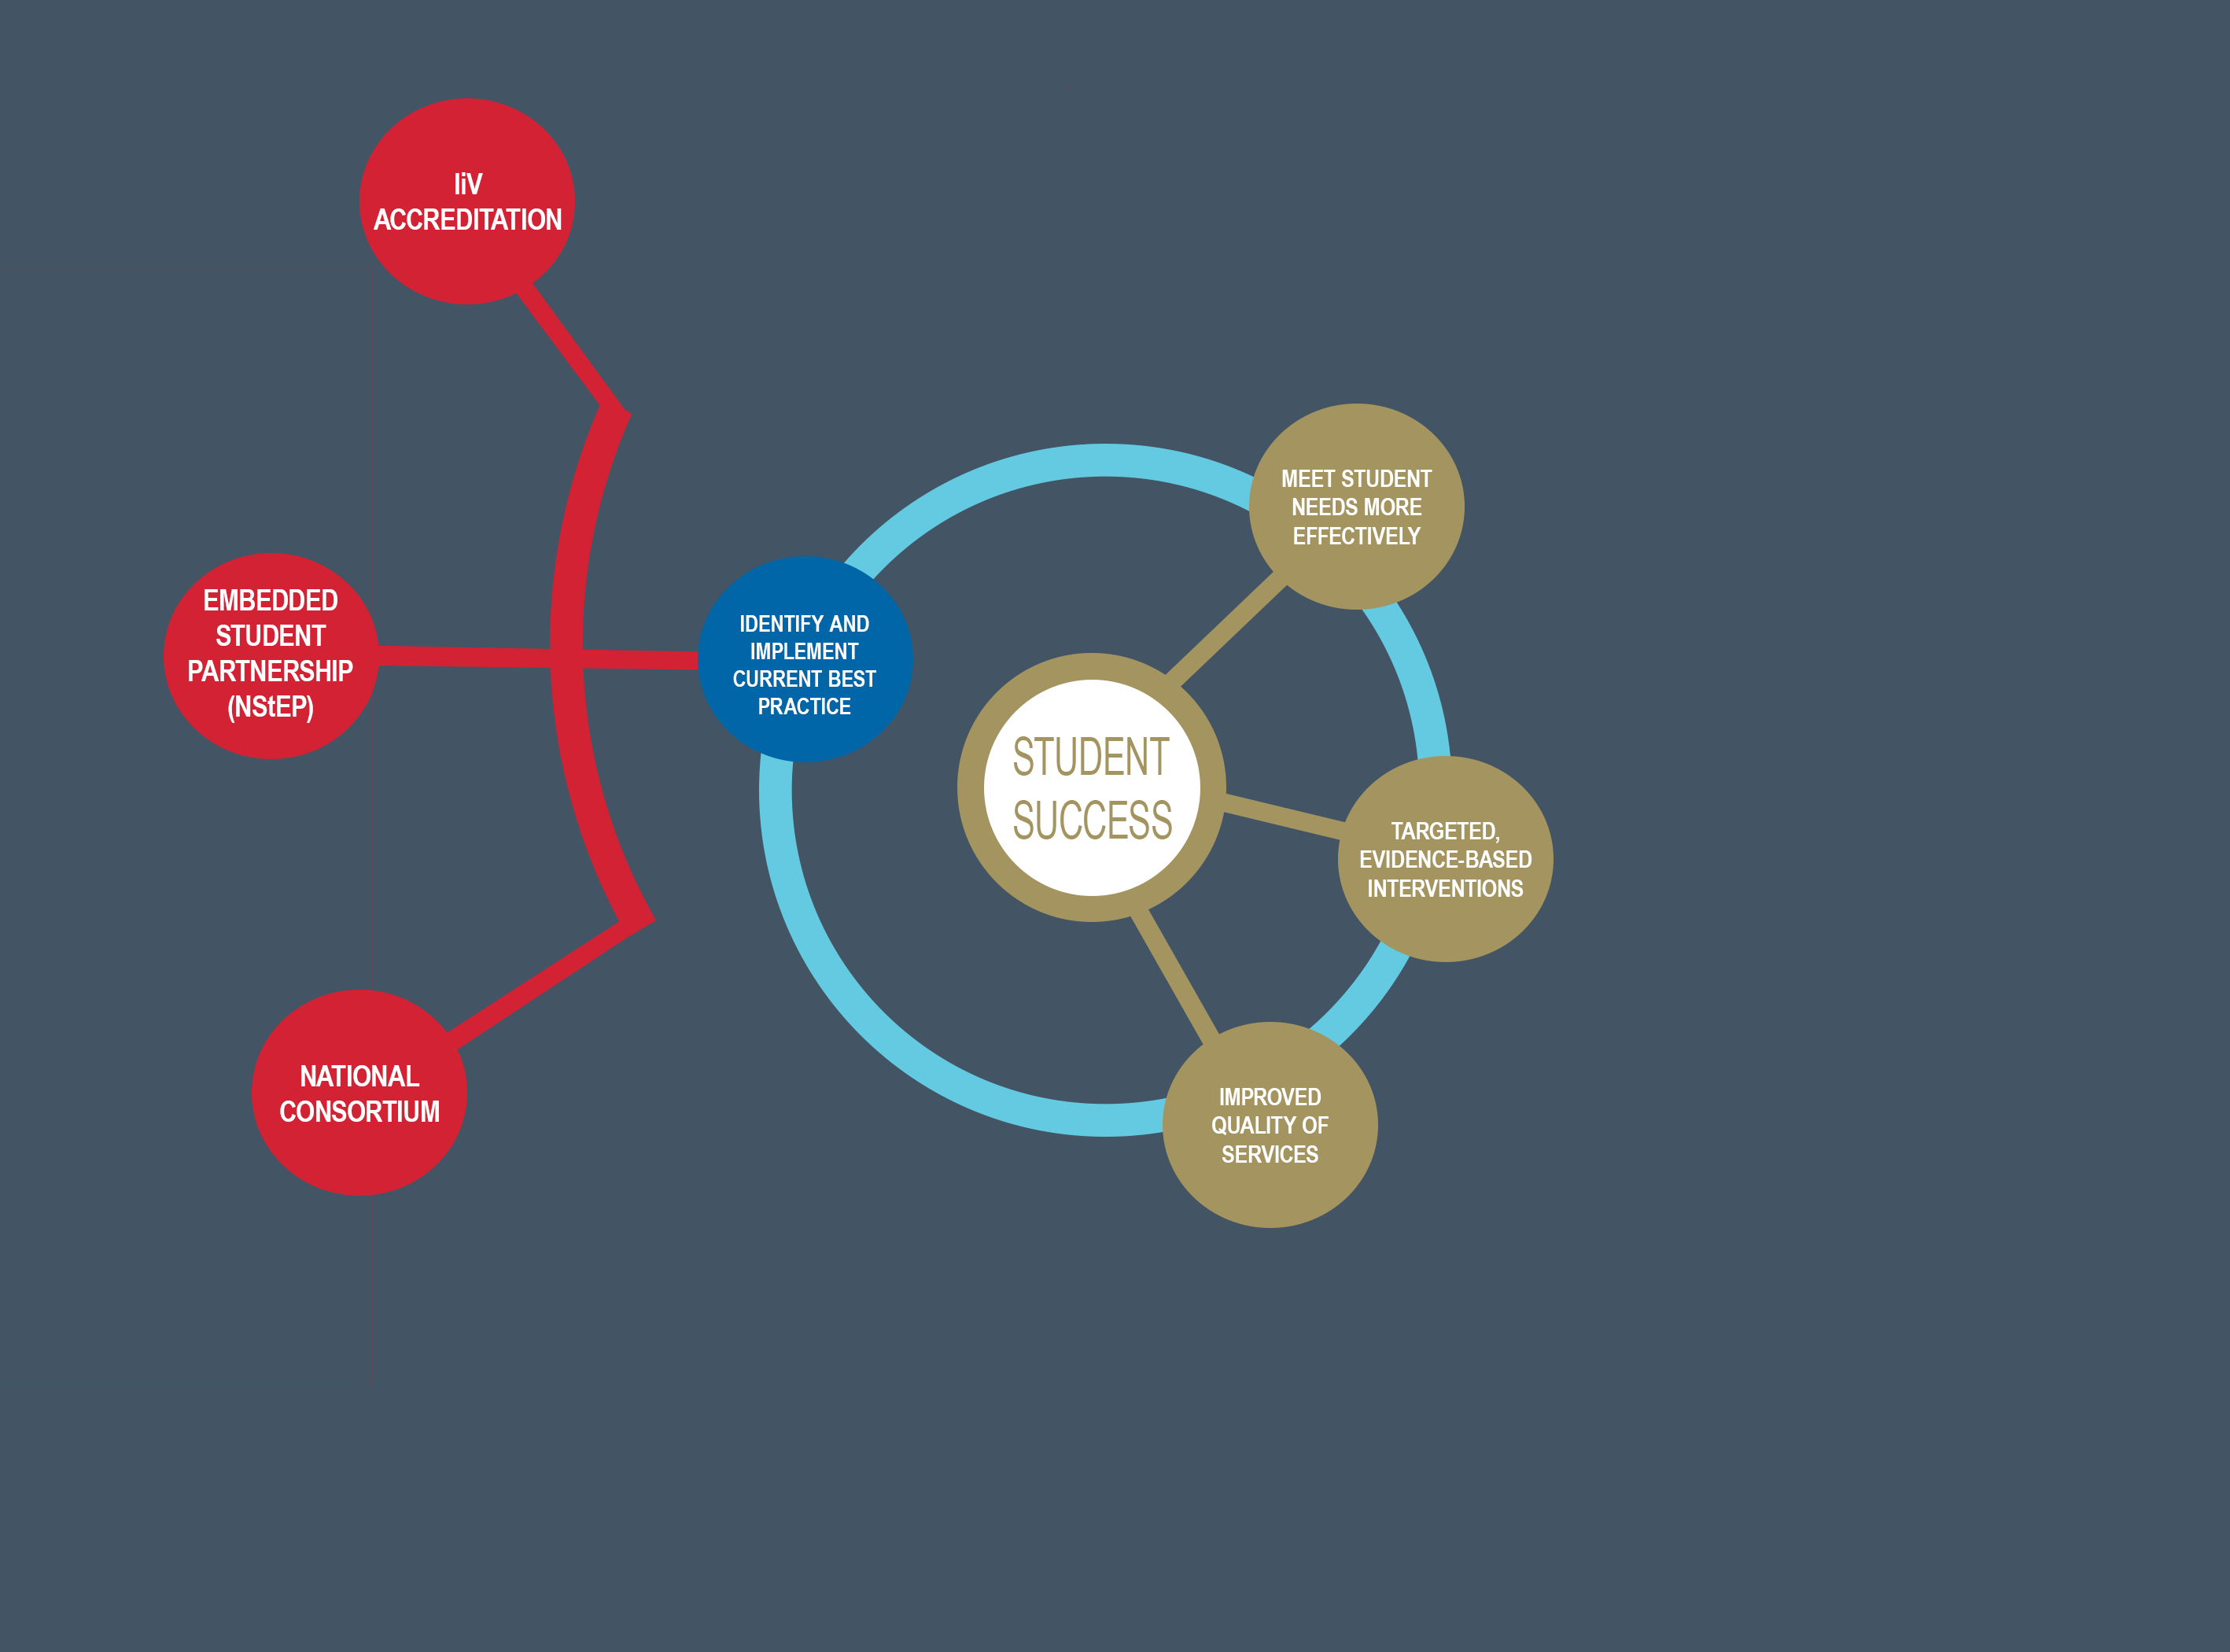 IiV
ACCREDITATION
EMBEDDED
STUDENT
PARTNERSHIP
(NStEP)
NATIONAL
CONSORTIUM
IDENTIFY AND
IMPLEMENT
CURRENT BEST
PRACTICE
STUDENT
SUCCESS
MEET STUDENT
NEEDS MORE
EFFECTIVELY
TARGETED,
EVIDENCE-BASED
INTERVENTIONS
IMPROVED
QUALITY OF
SERVICES